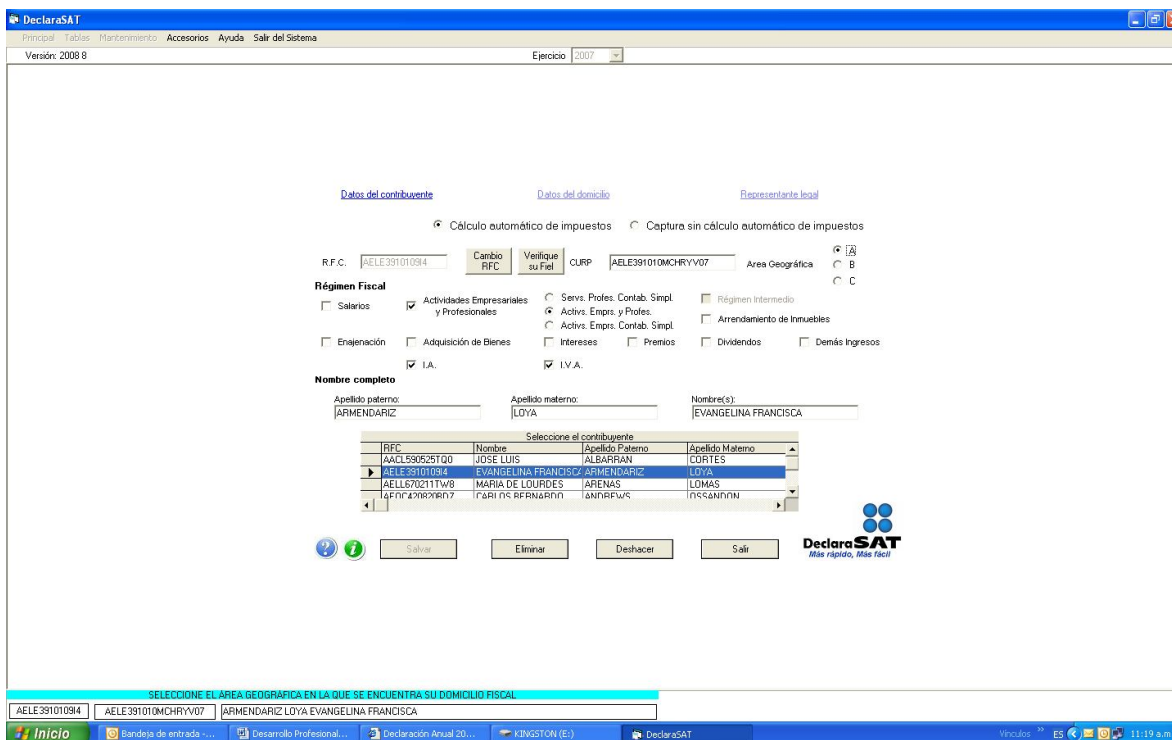 DeclaraSAT
Principal Tablas Mantenimiento Accesorios Ayuda Salir del Sistema
Versión: 2008 8 Ejercicio 2007
Datos del contribuyente Datos del domicilio Representante legal
Cálculo automático de impuestos Captura sin cálculo automático de impuestos
R.F.C. AELE3910109I4 Cambio RFC Verifique su Fiel CURP AELE391010MCHRYV07 Area Geográfica A
B
C
Régimen Fiscal
Salarios Actividades Empresariales y Profesionales Servs. Profes. Contab. Simpl. Régimen Intermedio
Activs. Emprs. y Profes. Arrendamiento de Inmuebles
Activs. Emprs. Contab. Simpl.
Enajenación Adquisición de Bienes Intereses Premios Dividendos Demás Ingresos
I.A. I.V.A.
Nombre completo
Apellido paterno: Apellido materno: Nombre(s):
ARMENDARIZ LOYA EVANGELINA FRANCISCA
Seleccione el contribuyente
RFC Nombre Apellido Paterno Apellido Materno
AACL590525TQ0 JOSE LUIS ALBARRAN CORTES
AELE3910109I4 EVANGELINA FRANCISCA ARMENDARIZ LOYA
AELL670211TW8 MARIA DE LOURDES ARENAS LOMAS
CARLOS BERNARDO ANDREWS OSSANDON
Salvar Eliminar Deshacer Salir
DeclaraSAT
Más rápido, Más fácil
SELECCIONE EL ÁREA GEOGRÁFICA EN LA QUE SE ENCUENTRA SU DOMICILIO FISCAL
AELE3910109I4 AELE391010MCHRYV07 ARMENDARIZ LOYA EVANGELINA FRANCISCA
Inicio Bandeja de entrada -... Desarrollo Profesional... Declaración Anual 20... KINGSTON (E:) DeclaraSAT Vínculos ES 11:19 a.m.